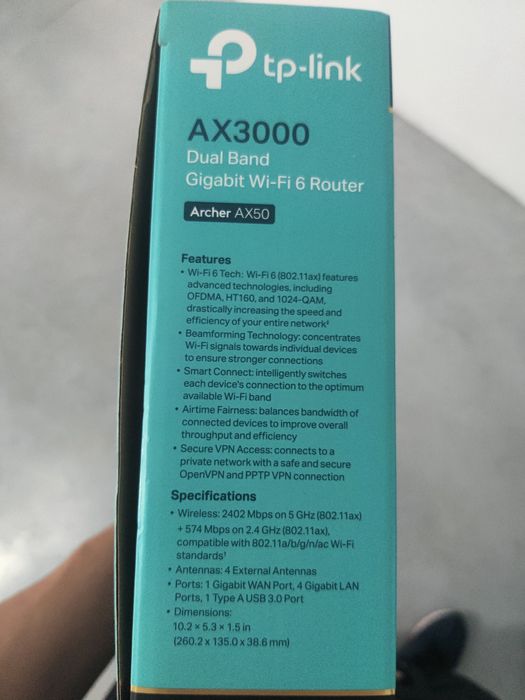 tp-link
AX3000
Dual Band
Gigabit Wi-Fi 6 Router
Archer AX50
Features
• Wi-Fi 6 Tech: Wi-Fi 6 (802.11ax) features
advanced technologies, including
OFDMA, HT160, and 1024-QAM,
drastically increasing the speed and
efficiency of your entire network²
• Beamforming Technology: concentrates
Wi-Fi signals towards individual devices
to ensure stronger connections
• Smart Connect: intelligently switches
each device's connection to the optimum
available Wi-Fi band
• Airtime Fairness: balances bandwidth of
connected devices to improve overall
throughput and efficiency
• Secure VPN Access: connects to a
private network with a safe and secure
OpenVPN and PPTP VPN connection
Specifications
• Wireless: 2402 Mbps on 5 GHz (802.11ax)
+ 574 Mbps on 2.4 GHz (802.11ax),
compatible with 802.11a/b/g/n/ac Wi-Fi
standards¹
• Antennas: 4 External Antennas
• Ports: 1 Gigabit WAN Port, 4 Gigabit LAN
Ports, 1 Type A USB 3.0 Port
• Dimensions:
10.2 × 5.3 × 1.5 in
(260.2 x 135.0 x 38.6 mm)